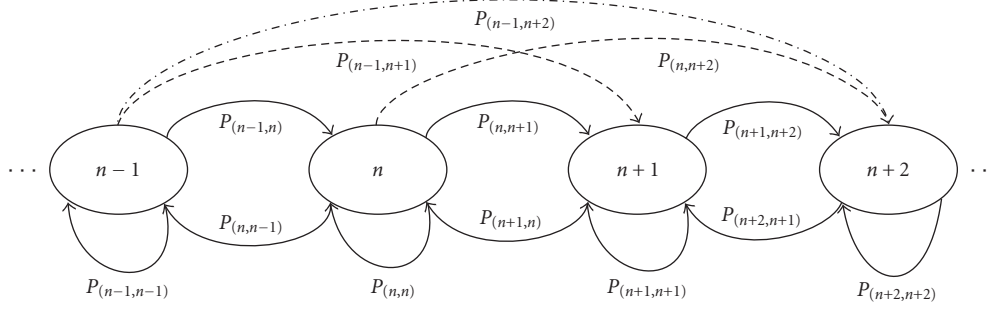 P(n−1,n+2)
P(n−1,n+1) P(n,n+2)
P(n−1,n) P(n,n+1) P(n+1,n+2)
··· n − 1 n n + 1 n + 2 ··
P(n,n−1) P(n+1,n) P(n+2,n+1)
P(n−1,n−1) P(n,n) P(n+1,n+1) P(n+2,n+2)